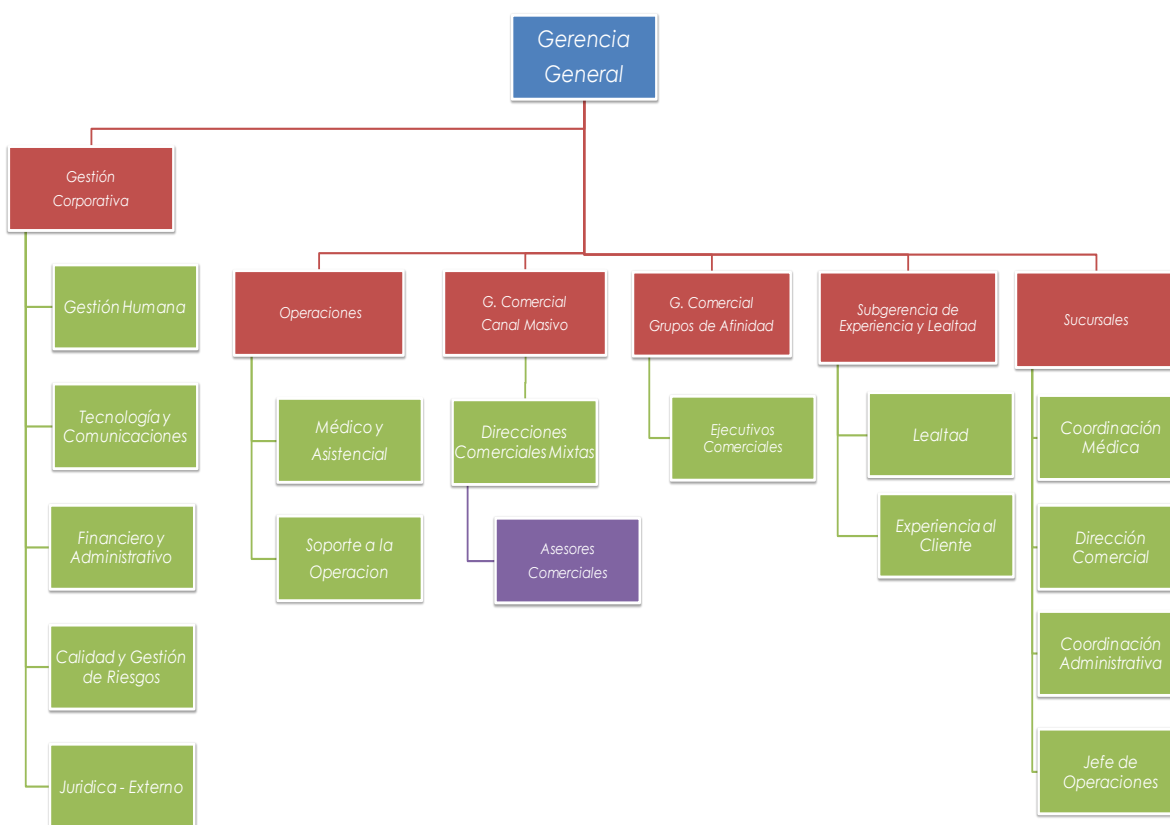 Gerencia
General
Gestión
Corporativa
Gestión Humana
Tecnología y
Comunicaciones
Financiero y
Administrativo
Calidad y Gestión
de Riesgos
Juridica - Externo
Operaciones
Médico y
Asistencial
Soporte a la
Operacion
G. Comercial
Canal Masivo
Direcciones
Comerciales Mixtas
Asesores
Comerciales
G. Comercial
Grupos de Afinidad
Ejecutivos
Comerciales
Subgerencia de
Experiencia y Lealtad
Lealtad
Experiencia al
Cliente
Sucursales
Coordinación
Médica
Dirección
Comercial
Coordinación
Administrativa
Jefe de
Operaciones